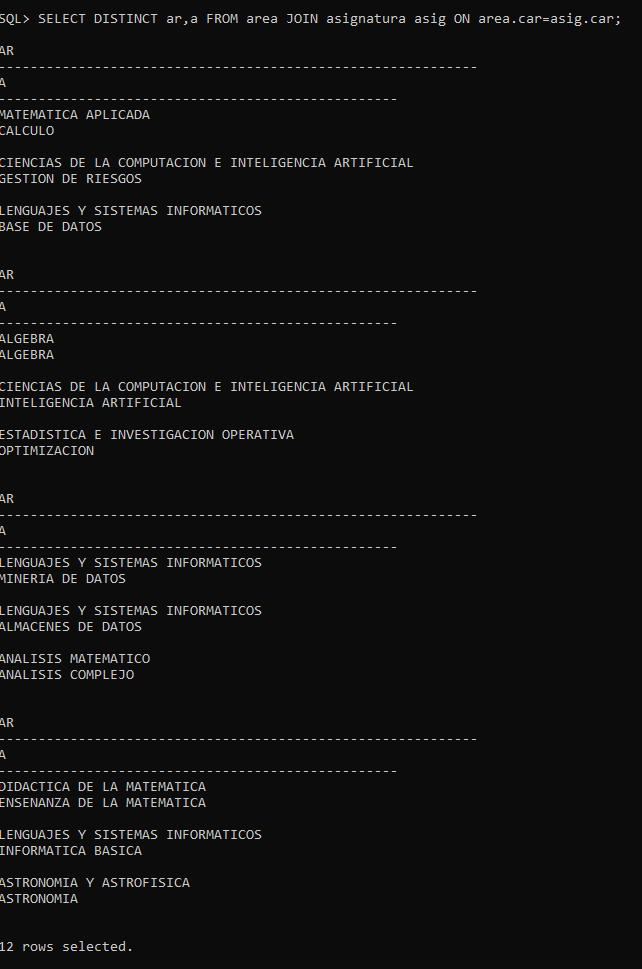 SQL> SELECT DISTINCT ar,a FROM area JOIN asignatura asig ON area.car=asig.car;
AR
------------------------------------------------------------
A
--------------------------------------------------
MATEMATICA APLICADA
CALCULO
CIENCIAS DE LA COMPUTACION E INTELIGENCIA ARTIFICIAL
GESTION DE RIESGOS
LENGUAJES Y SISTEMAS INFORMATICOS
BASE DE DATOS
AR
------------------------------------------------------------
A
--------------------------------------------------
ALGEBRA
ALGEBRA
CIENCIAS DE LA COMPUTACION E INTELIGENCIA ARTIFICIAL
INTELIGENCIA ARTIFICIAL
ESTADISTICA E INVESTIGACION OPERATIVA
OPTIMIZACION
AR
------------------------------------------------------------
A
--------------------------------------------------
LENGUAJES Y SISTEMAS INFORMATICOS
MINERIA DE DATOS
LENGUAJES Y SISTEMAS INFORMATICOS
ALMACENES DE DATOS
ANALISIS MATEMATICO
ANALISIS COMPLEJO
AR
------------------------------------------------------------
A
--------------------------------------------------
DIDACTICA DE LA MATEMATICA
ENSENANZA DE LA MATEMATICA
LENGUAJES Y SISTEMAS INFORMATICOS
INFORMATICA BASICA
ASTRONOMIA Y ASTROFISICA
ASTRONOMIA
12 rows selected.